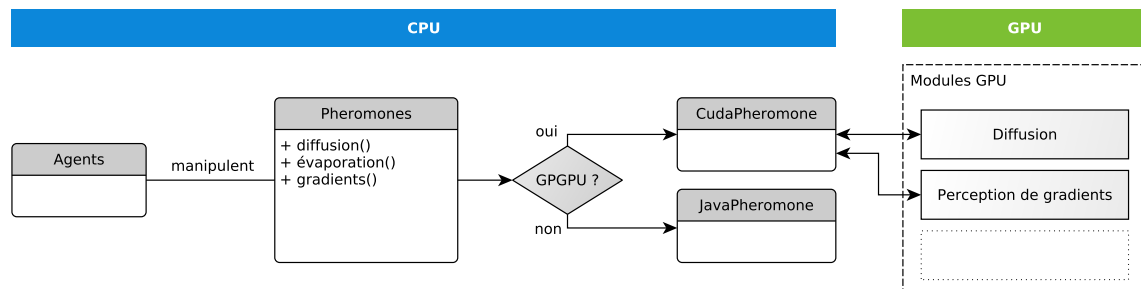 CPU
GPU
Modules GPU
Agents
manipulent
Pheromones
+ diffusion()
+ évaporation()
+ gradients()
GPGPU ?
oui
non
CudaPheromone
JavaPheromone
Diffusion
Perception de gradients